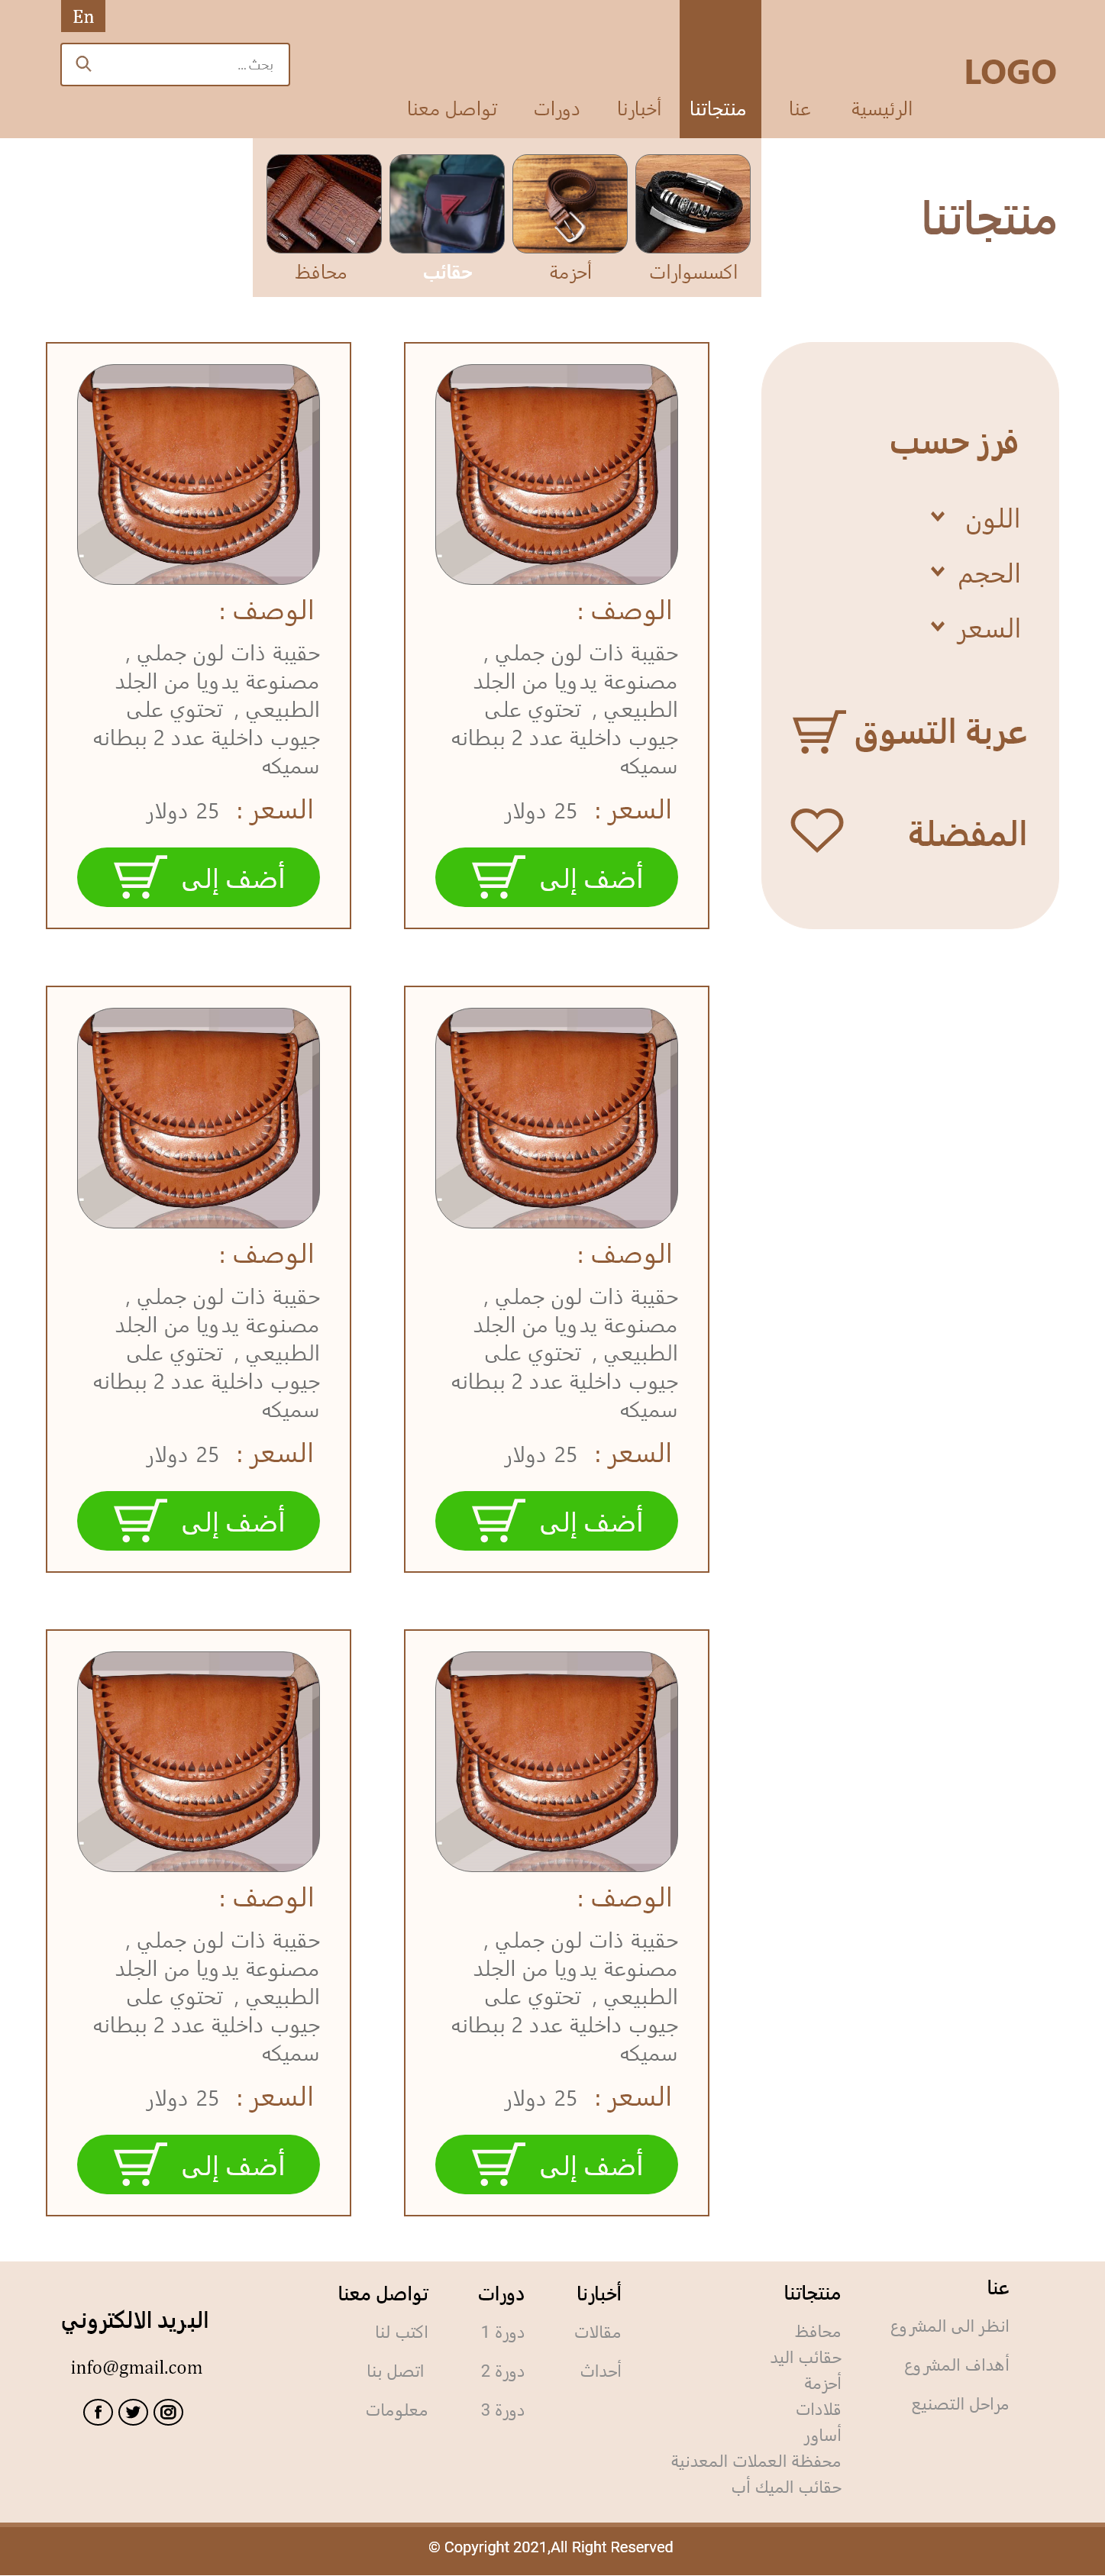 En
بحث ...
LOGO
الرئيسية
عنا
منتجاتنا
أخبارنا
دورات
تواصل معنا
اكسسوارات
أحزمة
حقائب
محافظ
منتجاتنا
فرز حسب
اللون
الحجم
السعر
عربة التسوق
المفضلة
الوصف :
حقيبة ذات لون جملي ,
مصنوعة يدويا من الجلد
الطبيعي , تحتوي على
جيوب داخلية عدد 2 ببطانه
سميكه
السعر : 25 دولار
أضف إلى
الوصف :
حقيبة ذات لون جملي ,
مصنوعة يدويا من الجلد
الطبيعي , تحتوي على
جيوب داخلية عدد 2 ببطانه
سميكه
السعر : 25 دولار
أضف إلى
الوصف :
حقيبة ذات لون جملي ,
مصنوعة يدويا من الجلد
الطبيعي , تحتوي على
جيوب داخلية عدد 2 ببطانه
سميكه
السعر : 25 دولار
أضف إلى
الوصف :
حقيبة ذات لون جملي ,
مصنوعة يدويا من الجلد
الطبيعي , تحتوي على
جيوب داخلية عدد 2 ببطانه
سميكه
السعر : 25 دولار
أضف إلى
الوصف :
حقيبة ذات لون جملي ,
مصنوعة يدويا من الجلد
الطبيعي , تحتوي على
جيوب داخلية عدد 2 ببطانه
سميكه
السعر : 25 دولار
أضف إلى
الوصف :
حقيبة ذات لون جملي ,
مصنوعة يدويا من الجلد
الطبيعي , تحتوي على
جيوب داخلية عدد 2 ببطانه
سميكه
السعر : 25 دولار
أضف إلى
عنا
انظر الى المشروع
أهداف المشروع
مراحل التصنيع
منتجاتنا
محافظ
حقائب اليد
أحزمة
قلادات
أساور
محفظة العملات المعدنية
حقائب الميك أب
أخبارنا
مقالات
أحداث
دورات
دورة 1
دورة 2
دورة 3
تواصل معنا
اكتب لنا
اتصل بنا
معلومات
البريد الالكتروني
info@gmail.com
© Copyright 2021,All Right Reserved